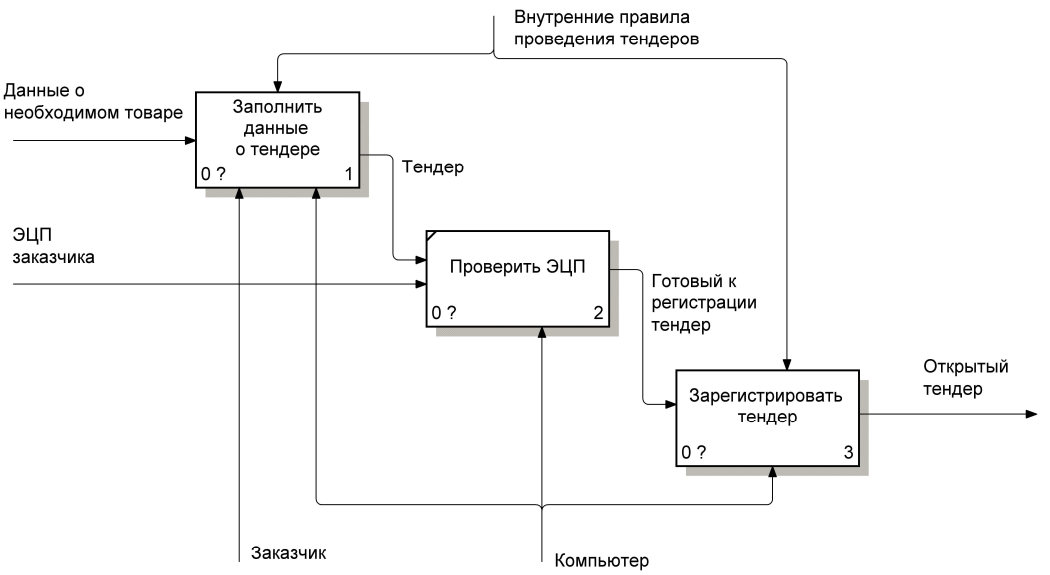 Внутренние правила
проведения тендеров
Данные о
необходимом товаре
Заполнить
данные
о тендере
0 ?
1
Тендер
ЭЦП
заказчика
Проверить ЭЦП
0 ?
2
Готовый к
регистрации
тендер
Зарегистрировать
тендер
0 ?
3
Открытый
тендер
Заказчик
Компьютер